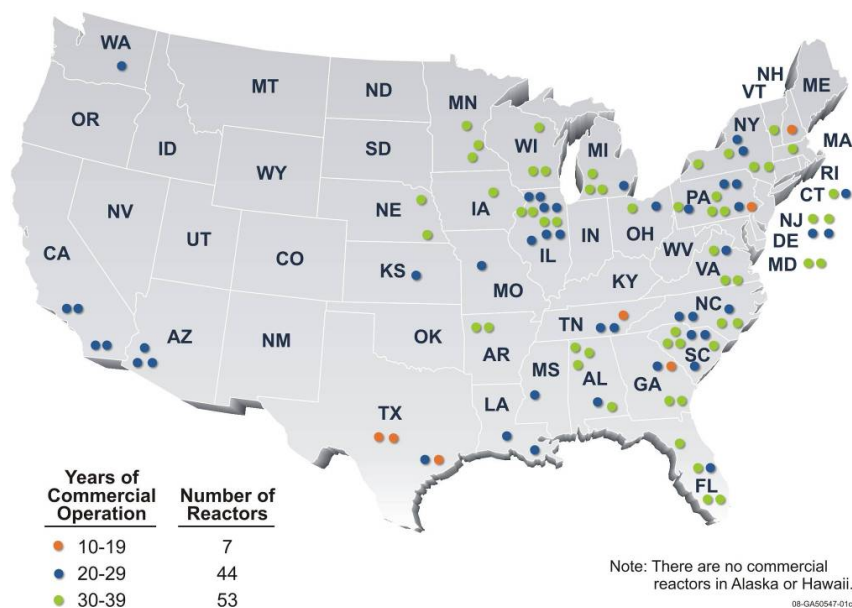 WA
MT
ND
MN
OR
ID
SD
WI
MI
NY
VT
NH
ME
MA
RI
CT
NJ
DE
MD
WY
NE
IA
PA
NV
UT
CO
IL
IN
OH
WV
VA
CA
KS
MO
KY
NC
AZ
NM
OK
AR
TN
SC
TX
LA
MS
AL
GA
FL
Years of
Commercial
Operation
Number of
Reactors
10-19 7
20-29 44
30-39 53
Note: There are no commercial
reactors in Alaska or Hawaii.
08-GA50547-01c